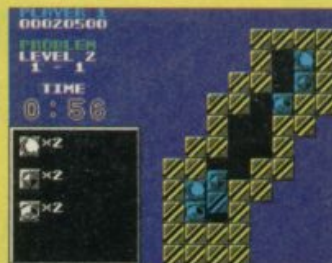 PLAYER 1
00020500
PROBLEM
LEVEL 2
1 - 1
TIME
0:56
×2
×2
×2